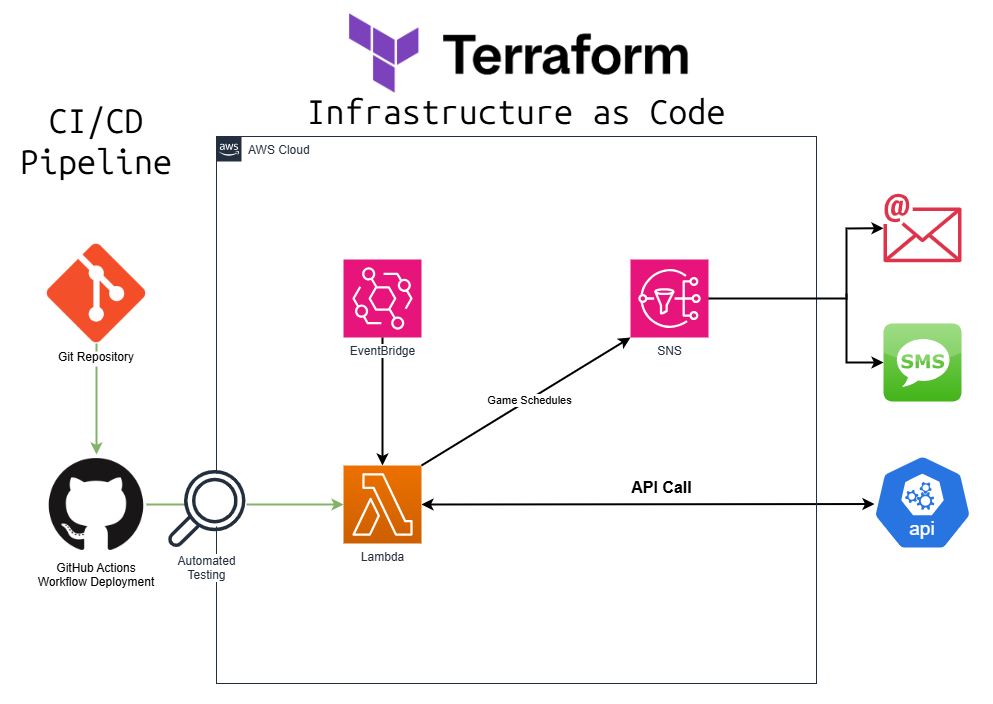 Terraform
Infrastructure as Code
CI/CD
Pipeline
aws
AWS Cloud
@
Git Repository
EventBridge
SNS
SMS
Game Schedules
API Call
api
Lambda
Automated
Testing
GitHub Actions
Workflow Deployment